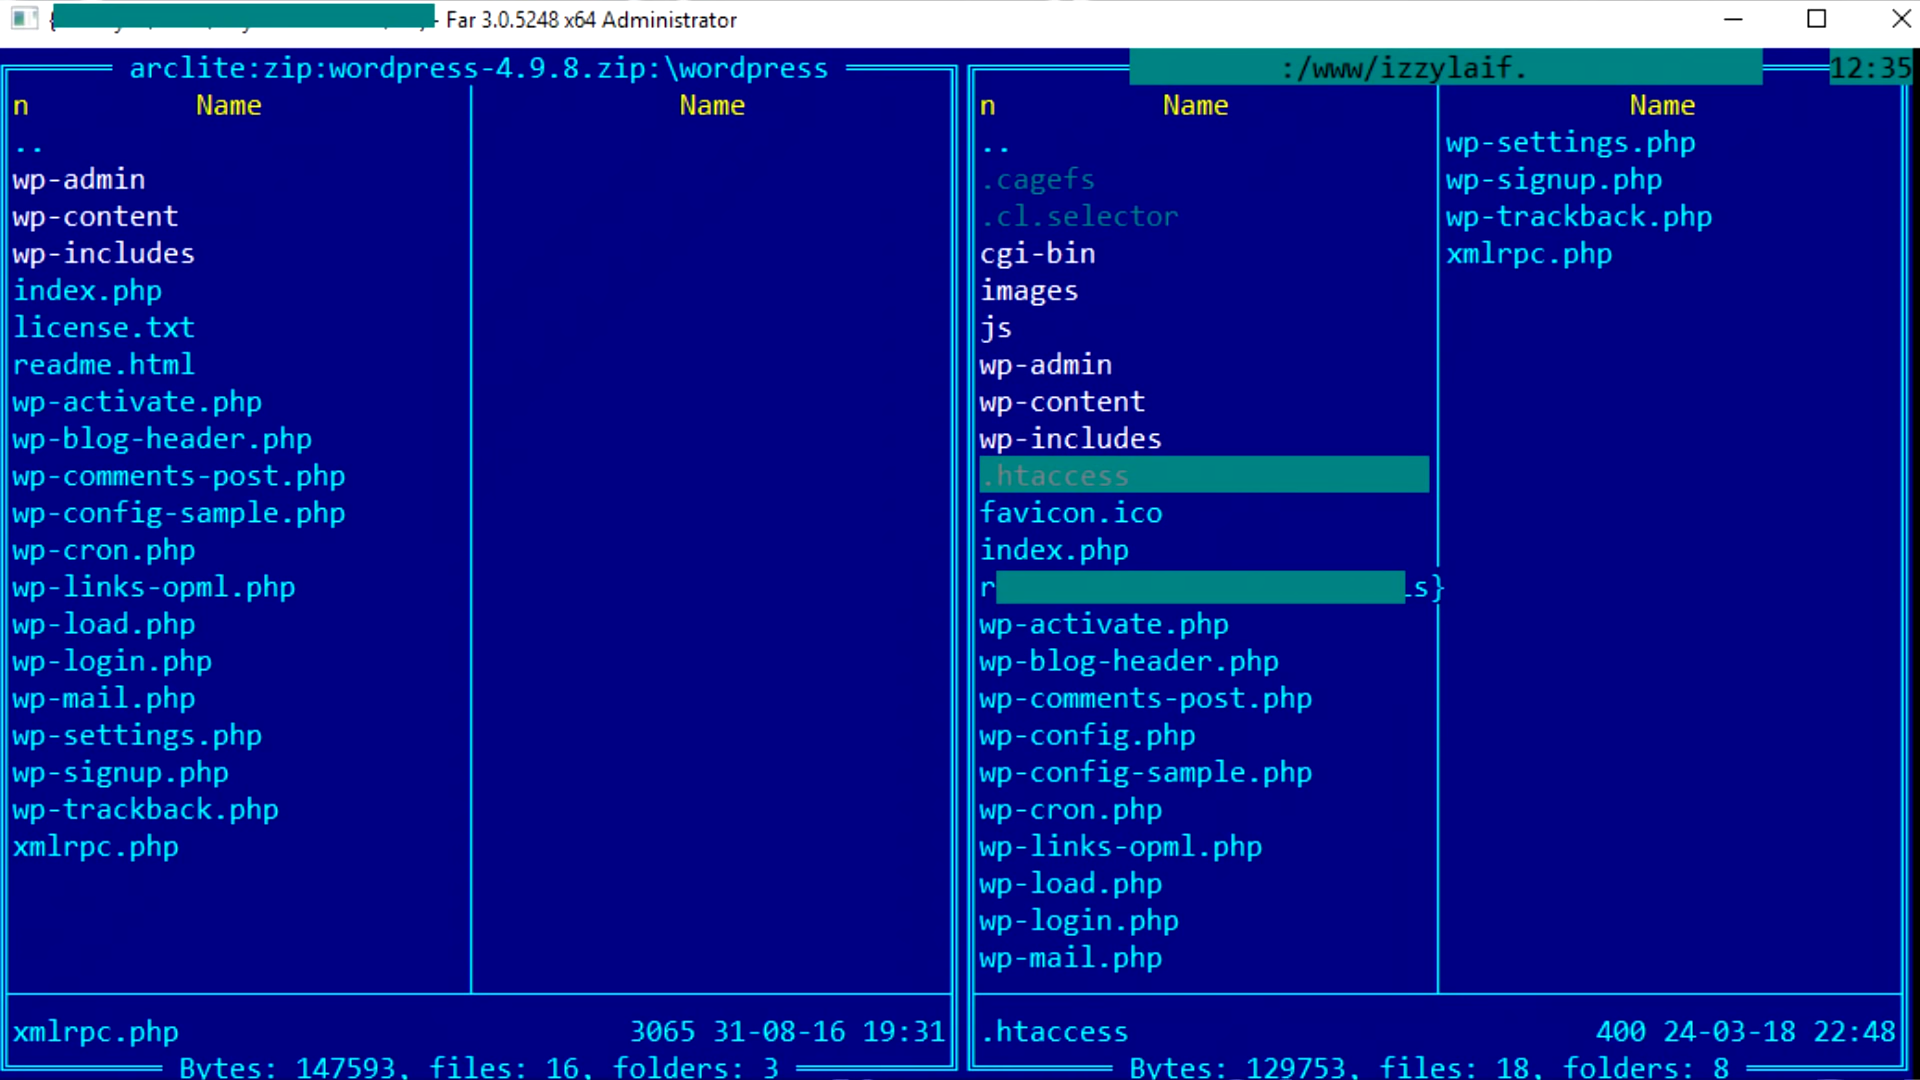 - Far 3.0.5248 x64 Administrator
arclite:zip:wordpress-4.9.8.zip:\wordpress
n Name Name
..
wp-admin
wp-content
wp-includes
index.php
license.txt
readme.html
wp-activate.php
wp-blog-header.php
wp-comments-post.php
wp-config-sample.php
wp-cron.php
wp-links-opml.php
wp-load.php
wp-login.php
wp-mail.php
wp-settings.php
wp-signup.php
wp-trackback.php
xmlrpc.php
xmlrpc.php 3065 31-08-16 19:31
Bytes: 147593, files: 16, folders: 3
:/www/izzylaif. 12:35
n Name Name
..
.cagefs
.cl.selector
cgi-bin
images
js
wp-admin
wp-content
wp-includes
.htaccess
favicon.ico
index.php
r s}
wp-activate.php
wp-blog-header.php
wp-comments-post.php
wp-config.php
wp-config-sample.php
wp-cron.php
wp-links-opml.php
wp-load.php
wp-login.php
wp-mail.php
wp-settings.php
wp-signup.php
wp-trackback.php
xmlrpc.php
.htaccess 400 24-03-18 22:48
Bytes: 129753, files: 18, folders: 8